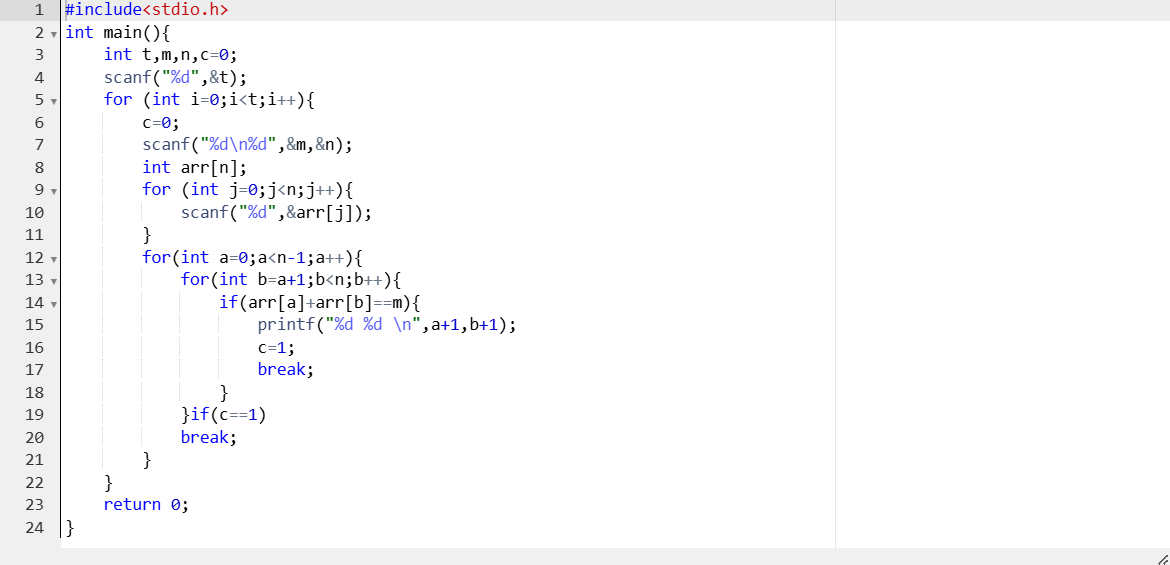 1 #include<stdio.h>
2 int main(){
3     int t,m,n,c=0;
4     scanf("%d",&t);
5     for (int i=0;i<t;i++){
6         c=0;
7         scanf("%d\n%d",&m,&n);
8         int arr[n];
9         for (int j=0;j<n;j++){
10             scanf("%d",&arr[j]);
11         }
12         for(int a=0;a<n-1;a++){
13             for(int b=a+1;b<n;b++){
14                 if(arr[a]+arr[b]==m){
15                     printf("%d %d \n",a+1,b+1);
16                     c=1;
17                     break;
18                 }
19             }if(c==1)
20             break;
21         }
22     }
23     return 0;
24 }